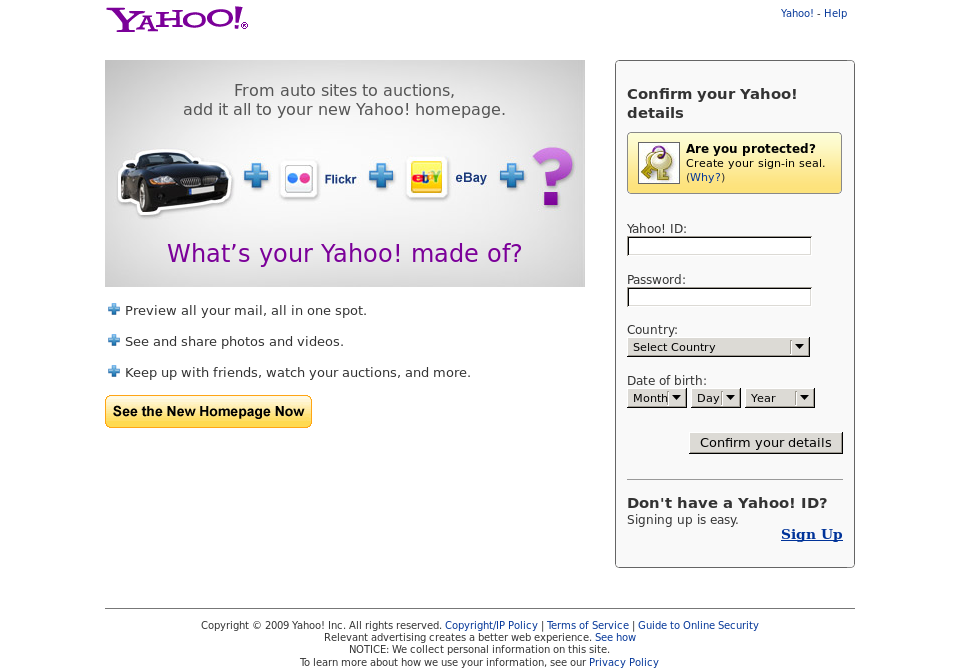 YAHOO!®
Yahoo! - Help
From auto sites to auctions,
add it all to your new Yahoo! homepage.
Flickr
ebY
eBay
?
What's your Yahoo! made of?
Preview all your mail, all in one spot.
See and share photos and videos.
Keep up with friends, watch your auctions, and more.
See the New Homepage Now
Confirm your Yahoo!
details
Are you protected?
Create your sign-in seal.
(Why?)
Yahoo! ID:
Password:
Country:
Select Country
Date of birth:
Month Day Year
Confirm your details
Don't have a Yahoo! ID?
Signing up is easy.
Sign Up
Copyright © 2009 Yahoo! Inc. All rights reserved. Copyright/IP Policy | Terms of Service | Guide to Online Security
Relevant advertising creates a better web experience. See how
NOTICE: We collect personal information on this site.
To learn more about how we use your information, see our Privacy Policy